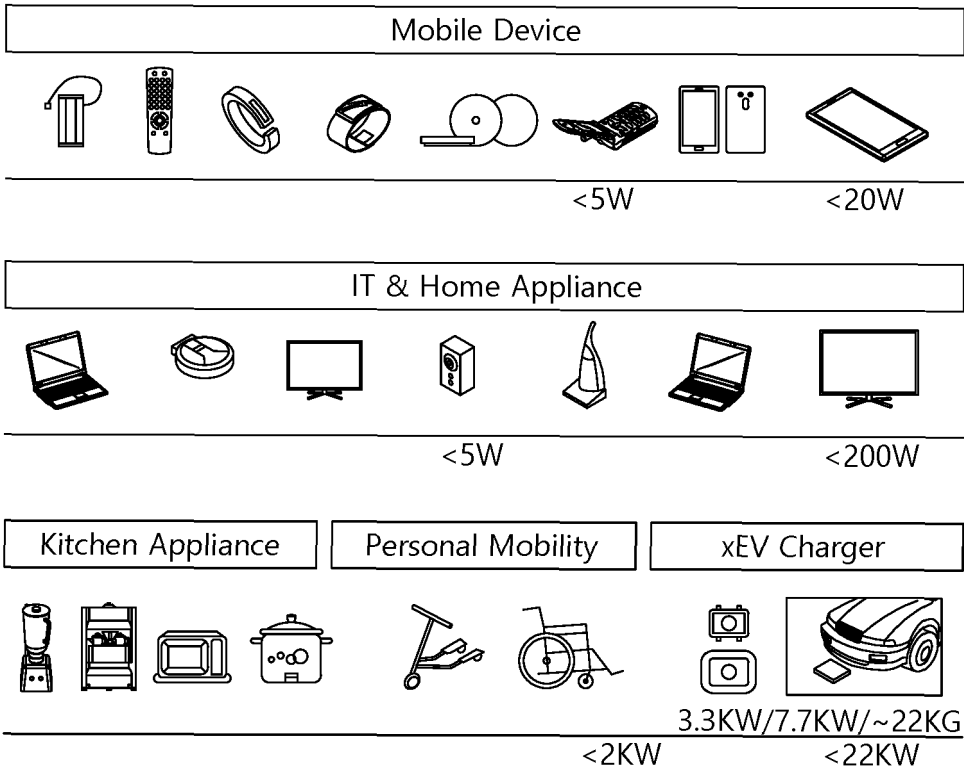 Mobile Device
<5W <20W
IT & Home Appliance
<5W <200W
Kitchen Appliance Personal Mobility xEV Charger
3.3KW/7.7KW/~22KG
<2KW <22KW